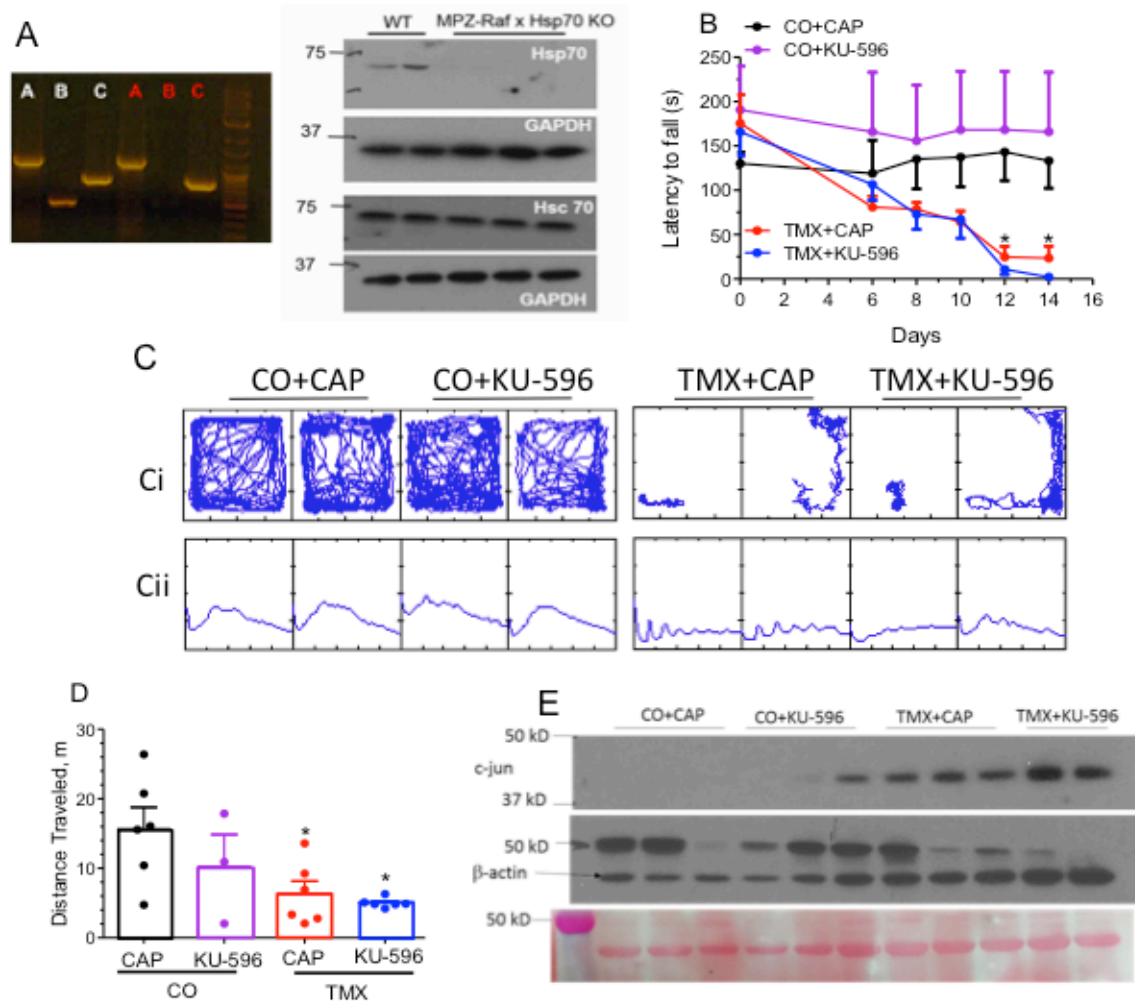 A
A B C A B C
WT MPZ-Raf x Hsp70 KO
75
Hsp70
37
GAPDH
75
Hsc 70
37
GAPDH
B
CO+CAP
CO+KU-596
250
200
150
100
50
0
Latency to fall (s)
TMX+CAP
TMX+KU-596
* *
0 2 4 6 8 10 12 14 16
Days
C
CO+CAP CO+KU-596 TMX+CAP TMX+KU-596
Ci
Cii
D
30
20
10
0
Distance Traveled, m
*
*
CAP KU-596 CAP KU-596
CO TMX
E
CO+CAP CO+KU-596 TMX+CAP TMX+KU-596
50 kD
c-jun
37 kD
50 kD
β-actin
50 kD